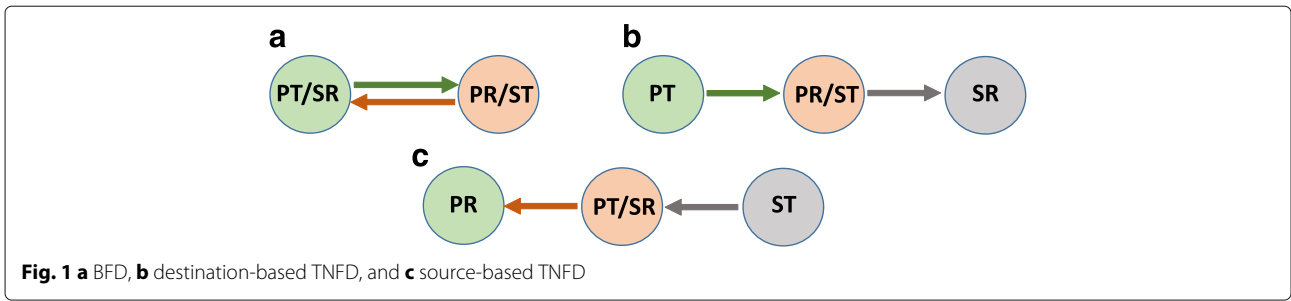 a
PT/SR
PR/ST
b
PT
PR/ST
SR
c
PR
PT/SR
ST
Fig. 1 a BFD, b destination-based TNFD, and c source-based TNFD